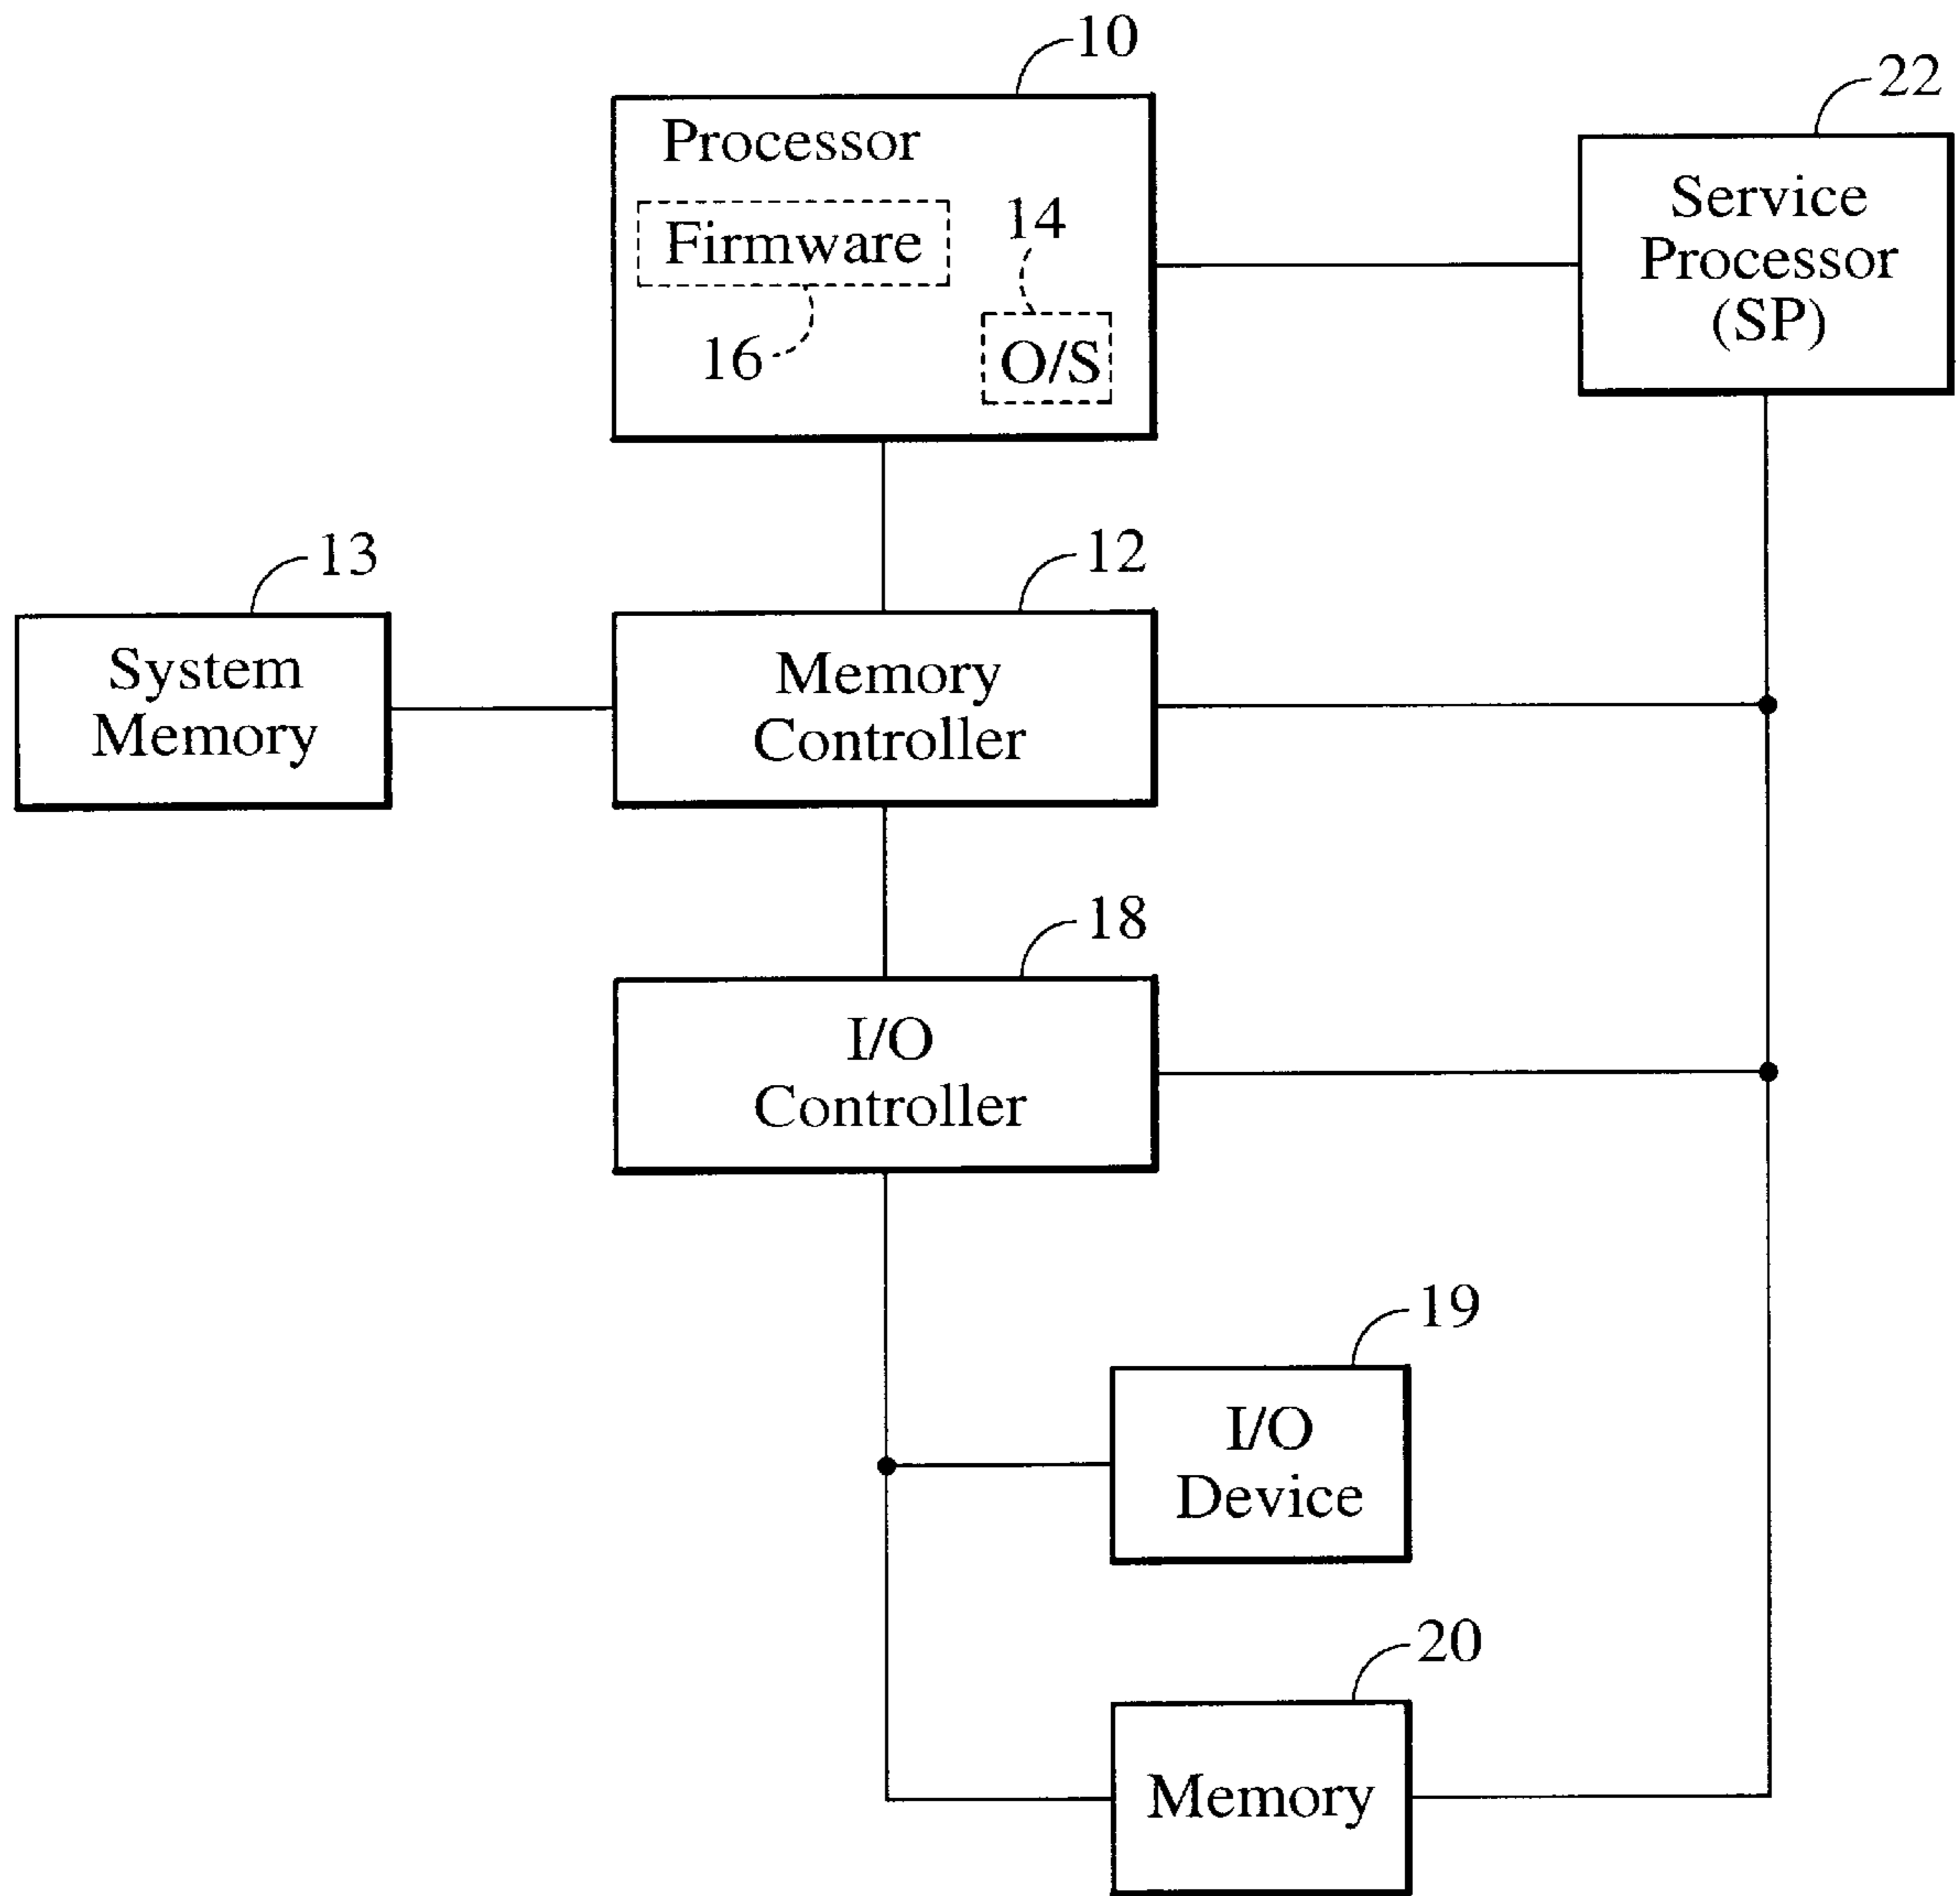 10
22
Processor
Service
Processor
(SP)
Firmware
14
16
O/S
13
12
System
Memory
Memory
Controller
18
I/O
Controller
19
I/O
Device
20
Memory